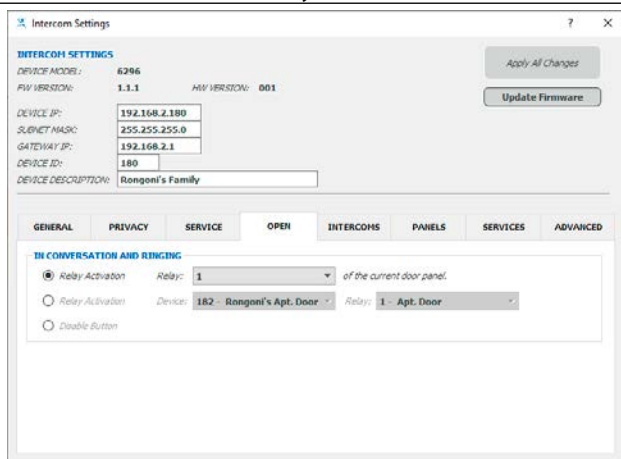 Intercom Settings ? X
INTERCOM SETTINGS
DEVICE MODEL: 6296
FW VERSION: 1.1.1 HW VERSION: 001
Apply All Changes
Update Firmware
DEVICE IP: 192.168.2.180
SUBNET MASK: 255.255.255.0
GATEWAY IP: 192.168.2.1
DEVICE ID: 180
DEVICE DESCRIPTION: Rongoni's Family
GENERAL PRIVACY SERVICE OPEN INTERCOMS PANELS SERVICES ADVANCED
IN CONVERSATION AND RINGING
Relay Activation Relay: 1 of the current door panel.
Relay Activation Device: 182 - Rongoni's Apt. Door Relay: 1 - Apt. Door
Disable Button